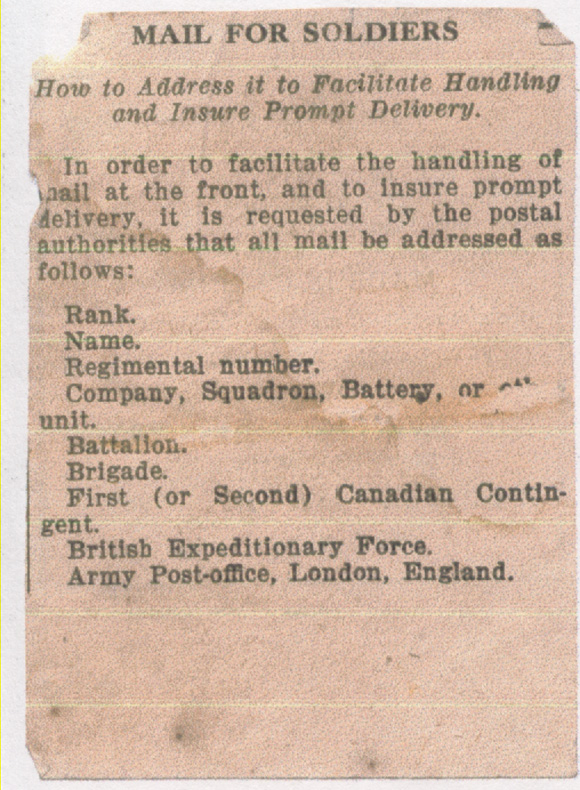 MAIL FOR SOLDIERS
How to Address it to Facilitate Handling
and Insure Prompt Delivery.
In order to facilitate the handling of
mail at the front, and to insure prompt
delivery, it is requested by the postal
authorities that all mail be addressed as
follows:
Rank.
Name.
Regimental number.
Company, Squadron, Battery, or
unit.
Battalion.
Brigade.
First (or Second) Canadian Contin-
gent.
British Expeditionary Force.
Army Post-office, London, England.